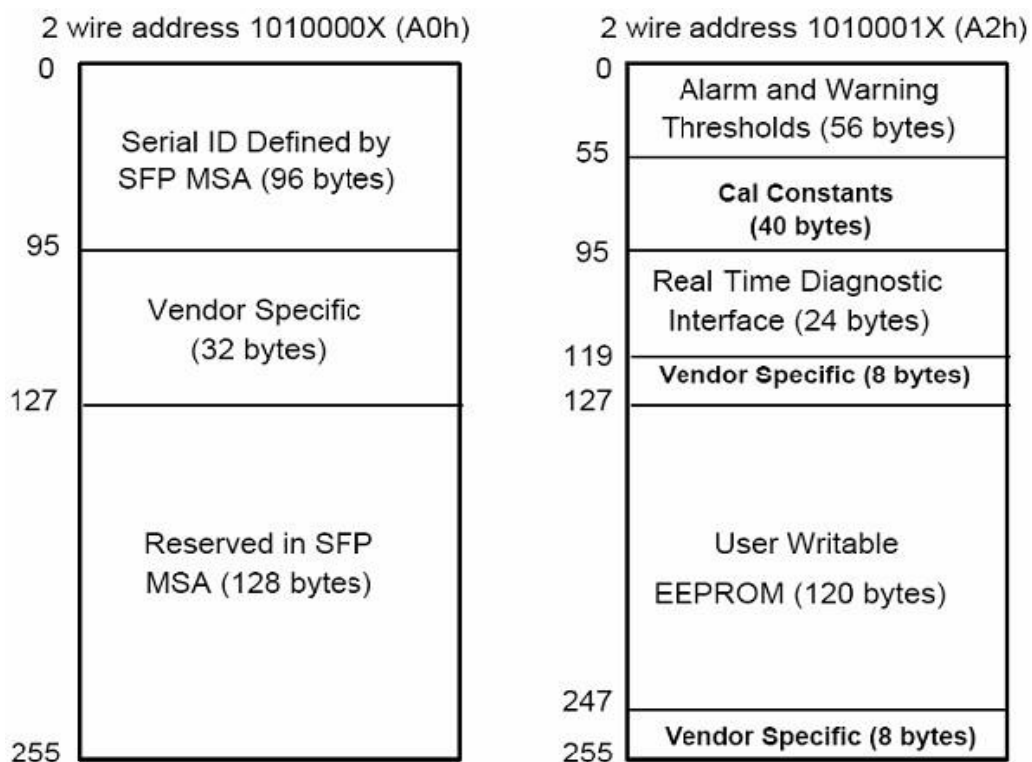 2 wire address 1010000X (A0h)
0
Serial ID Defined by
SFP MSA (96 bytes)
95
Vendor Specific
(32 bytes)
127
Reserved in SFP
MSA (128 bytes)
255
2 wire address 1010001X (A2h)
0
Alarm and Warning
Thresholds (56 bytes)
55
Cal Constants
(40 bytes)
95
Real Time Diagnostic
Interface (24 bytes)
119
Vendor Specific (8 bytes)
127
User Writable
EEPROM (120 bytes)
247
Vendor Specific (8 bytes)
255